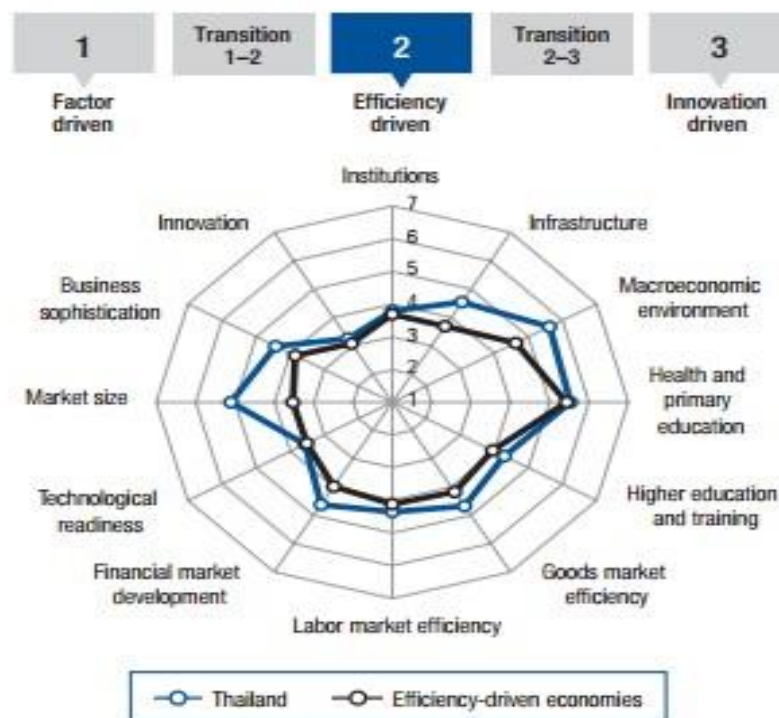 1
Transition
1–2
2
Transition
2–3
3
Factor
driven
Efficiency
driven
Innovation
driven
Institutions
Infrastructure
Macroeconomic
environment
Health and
primary
education
Higher education
and training
Goods market
efficiency
Labor market efficiency
Financial market
development
Technological
readiness
Market size
Business
sophistication
Innovation
7
6
5
4
3
2
1
Thailand
Efficiency-driven economies